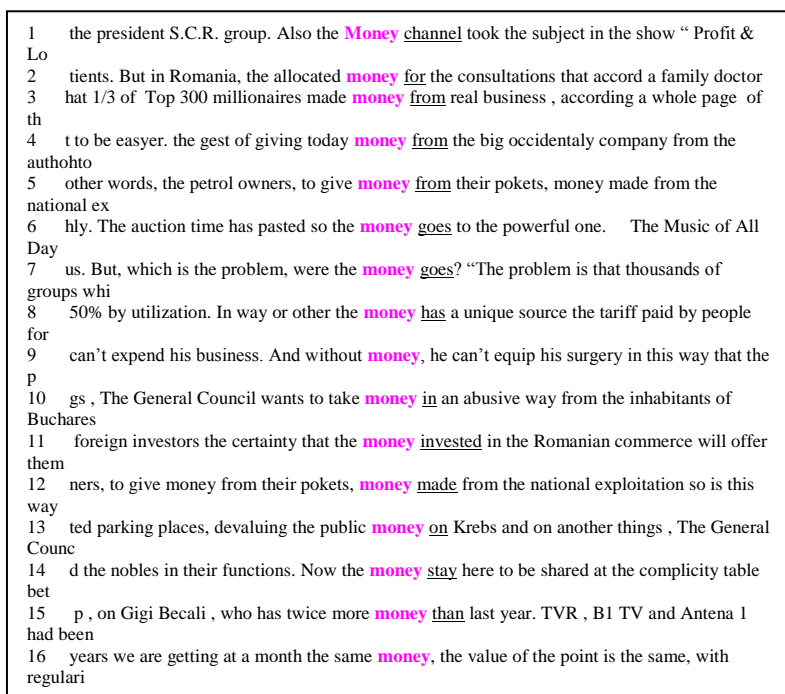 1 the president S.C.R. group. Also the Money channel took the subject in the show “ Profit &
Lo
2 tients. But in Romania, the allocated money for the consultations that accord a family doctor
3 hat 1/3 of Top 300 millionaires made money from real business , according a whole page of
th
4 t to be easyer. the gest of giving today money from the big occidentaly company from the
authohto
5 other words, the petrol owners, to give money from their pokets, money made from the
national ex
6 hly. The auction time has pasted so the money goes to the powerful one. The Music of All
Day
7 us. But, which is the problem, were the money goes? “The problem is that thousands of
groups whi
8 50% by utilization. In way or other the money has a unique source the tariff paid by people
for
9 can’t expend his business. And without money, he can’t equip his surgery in this way that the
p
10 gs , The General Council wants to take money in an abusive way from the inhabitants of
Buchares
11 foreign investors the certainty that the money invested in the Romanian commerce will offer
them
12 ners, to give money from their pokets, money made from the national exploitation so is this
way
13 ted parking places, devaluing the public money on Krebs and on another things , The General
Counc
14 d the nobles in their functions. Now the money stay here to be shared at the complicity table
bet
15 p , on Gigi Becali , who has twice more money than last year. TVR , B1 TV and Antena 1
had been
16 years we are getting at a month the same money, the value of the point is the same, with
regulari